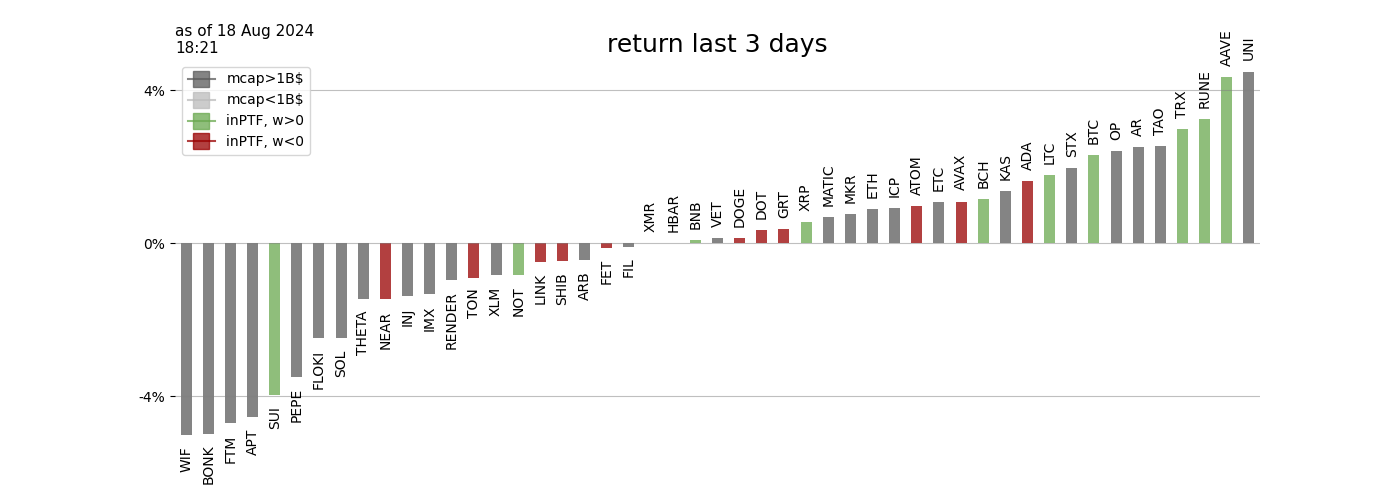 as of 18 Aug 2024
18:21
return last 3 days
mcap>1B$
mcap<1B$
inPTF, w>0
inPTF, w<0
4%
0%
-4%
WIF
BONK
FTM
APT
SUI
PEPE
FLOKI
SOL
THETA
NEAR
INJ
IMX
RENDER
TON
XLM
NOT
LINK
SHIB
ARB
FET
FIL
XMR
HBAR
BNB
VET
DOGE
DOT
GRT
XRP
MATIC
MKR
ETH
ICP
ATOM
ETC
AVAX
BCH
KAS
ADA
LTC
STX
BTC
OP
AR
TAO
TRX
RUNE
AAVE
UNI